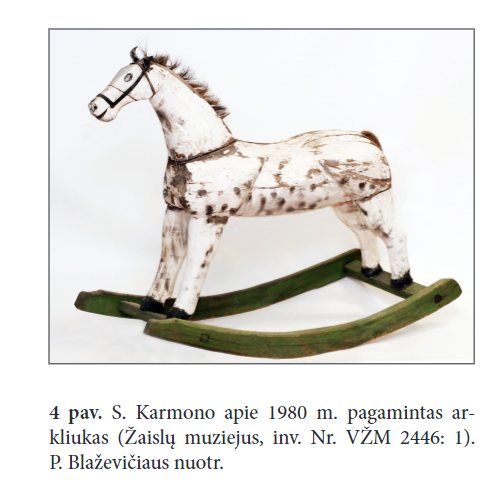 4 pav. S. Karmono apie 1980 m. pagamintas ar-
kliukas (Žaislų muziejus, inv. Nr. VŽM 2446: 1).
P. Blaževičiaus nuotr.